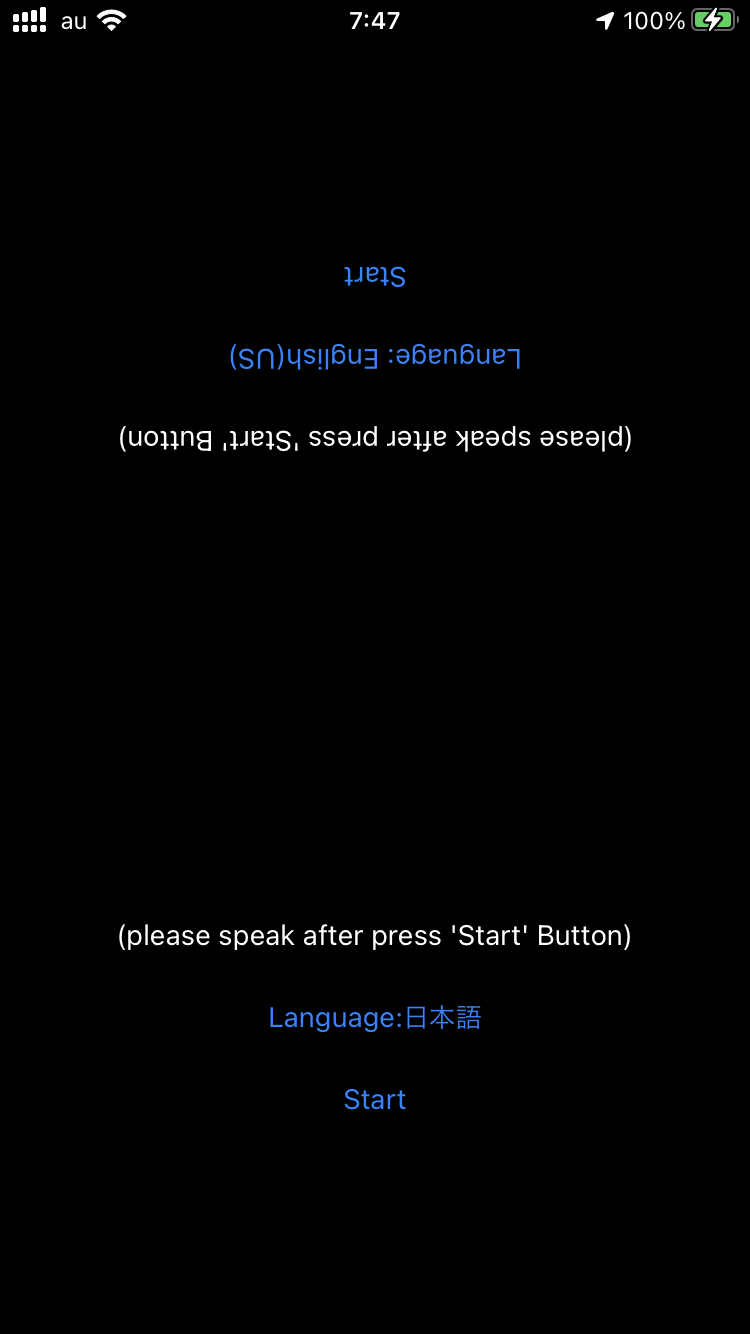 au 7:47 100%
Start
Language: English(US)
(please speak after press 'Start' Button)
(please speak after press 'Start' Button)
Language:日本語
Start